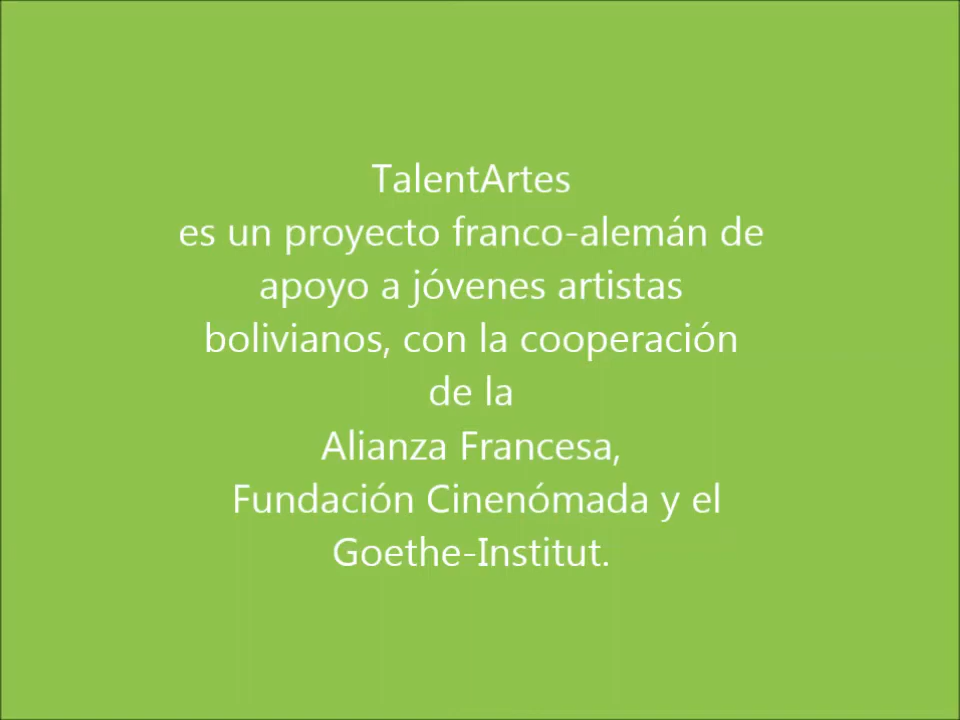 TalentArtes
es un proyecto franco-alemán de
apoyo a jóvenes artistas
bolivianos, con la cooperación
de la
Alianza Francesa,
Fundación Cinenómada y el
Goethe-Institut.